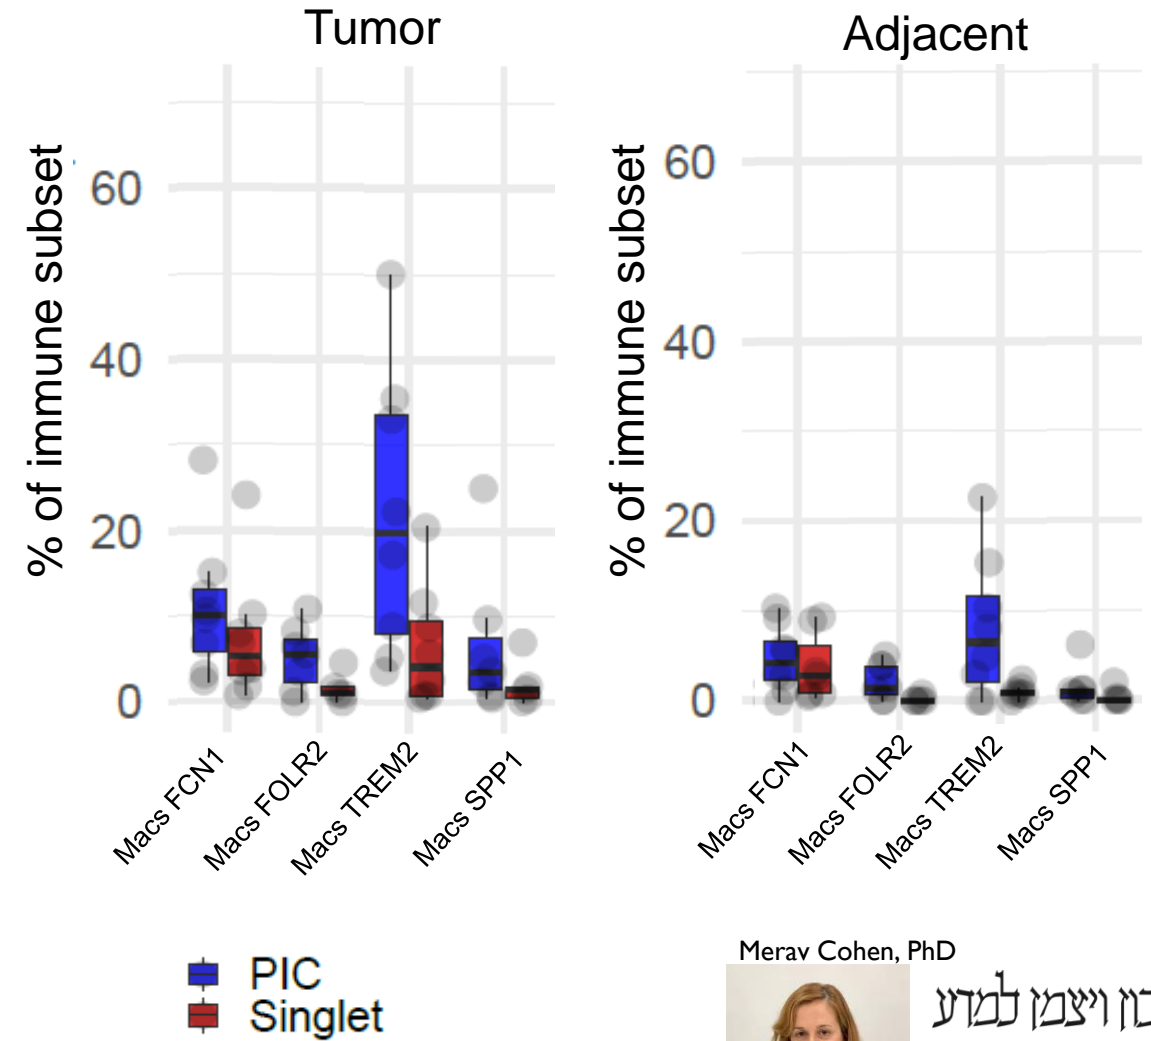 Tumor
% of immune subset
60
40
20
0
Macs FCN1
Macs FOLR2
Macs TREM2
Macs SPP1
Adjacent
% of immune subset
60
40
20
0
Macs FCN1
Macs FOLR2
Macs TREM2
Macs SPP1
PIC
Singlet
Merav Cohen, PhD
ויצמן למדע